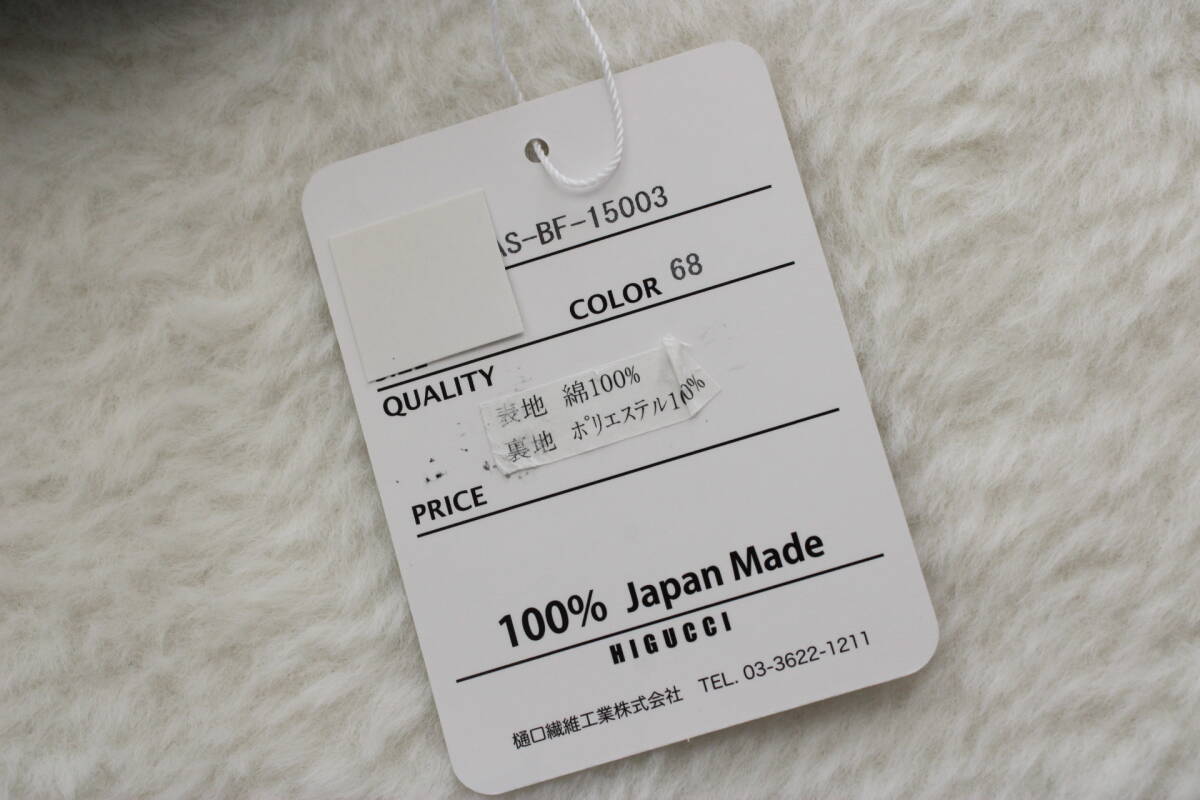 AS-BF-15003
COLOR 68
QUALITY
表地 綿100%
裏地 ポリエステル100%
PRICE
100% Japan Made
HIGUCCI
樋口繊維工業株式会社 TEL. 03-3622-1211